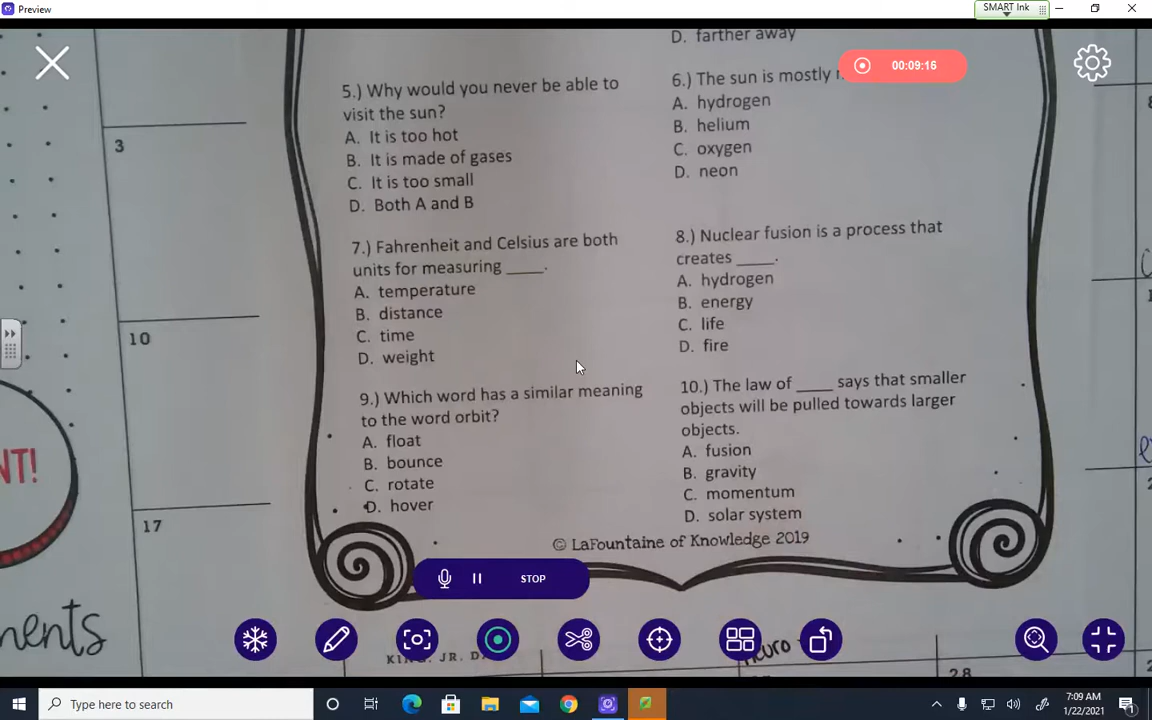 Preview
SMART Ink
00:09:16
D. farther away
5.) Why would you never be able to
visit the sun?
A. It is too hot
B. It is made of gases
C. It is too small
D. Both A and B
6.) The sun is mostly
A. hydrogen
B. helium
C. oxygen
D. neon
7.) Fahrenheit and Celsius are both
units for measuring ____.
A. temperature
B. distance
C. time
D. weight
8.) Nuclear fusion is a process that
creates ____.
A. hydrogen
B. energy
C. life
D. fire
9.) Which word has a similar meaning
to the word orbit?
A. float
B. bounce
C. rotate
D. hover
10.) The law of ____ says that smaller
objects will be pulled towards larger
objects.
A. fusion
B. gravity
C. momentum
D. solar system
© LaFountaine of Knowledge 2019
3
10
17
NT!
nents
STOP
KING, JR. D
neuro
28
Type here to search
7:09 AM
1/22/2021